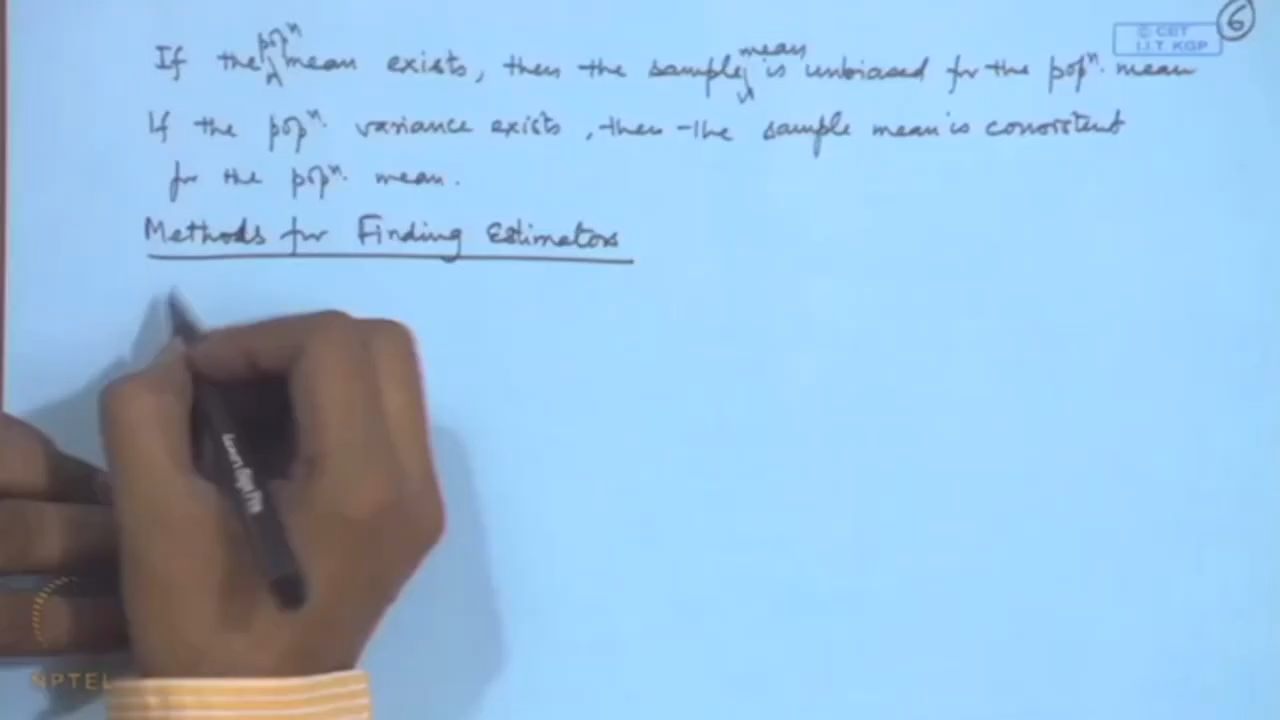 © CET
I.I.T. KGP
6
If the popⁿ mean exists, then the sample mean is unbiased for the popⁿ. mean
If the popⁿ. variance exists, then the sample mean is consistent
for the popⁿ. mean.
Methods for Finding Estimators
NPTEL